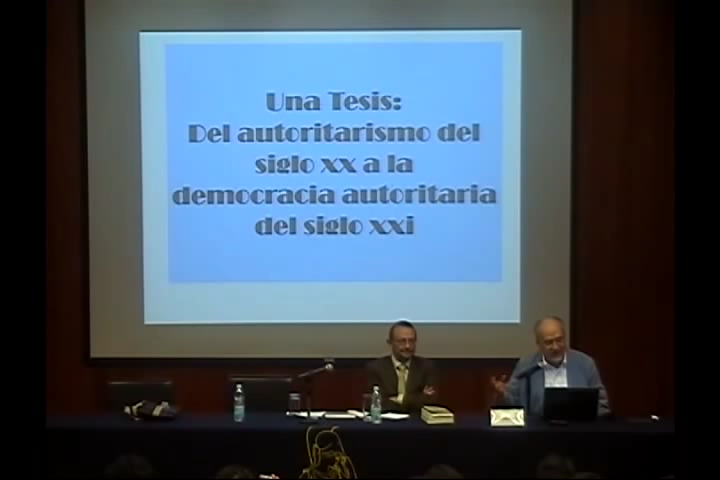 Una Tesis:
Del autoritarismo del
siglo xx a la
democracia autoritaria
del siglo xxi